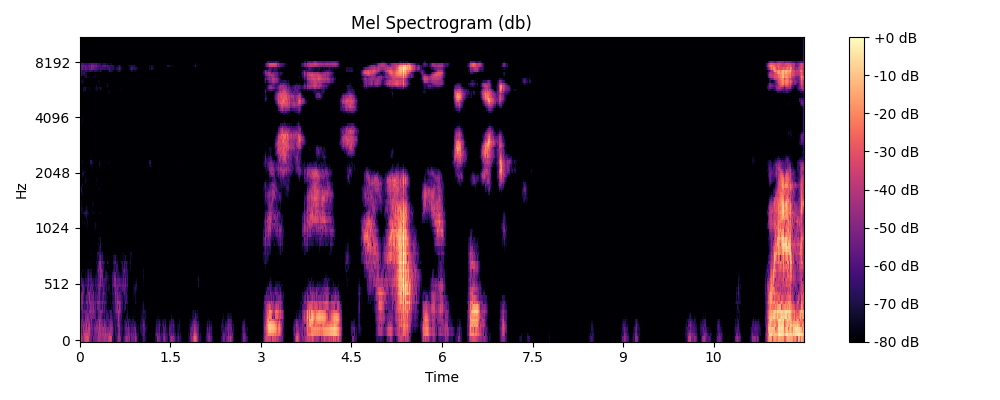 Mel Spectrogram (db)
Hz
8192
4096
2048
1024
512
0
0 1.5 3 4.5 6 7.5 9 10
Time
+0 dB
-10 dB
-20 dB
-30 dB
-40 dB
-50 dB
-60 dB
-70 dB
-80 dB